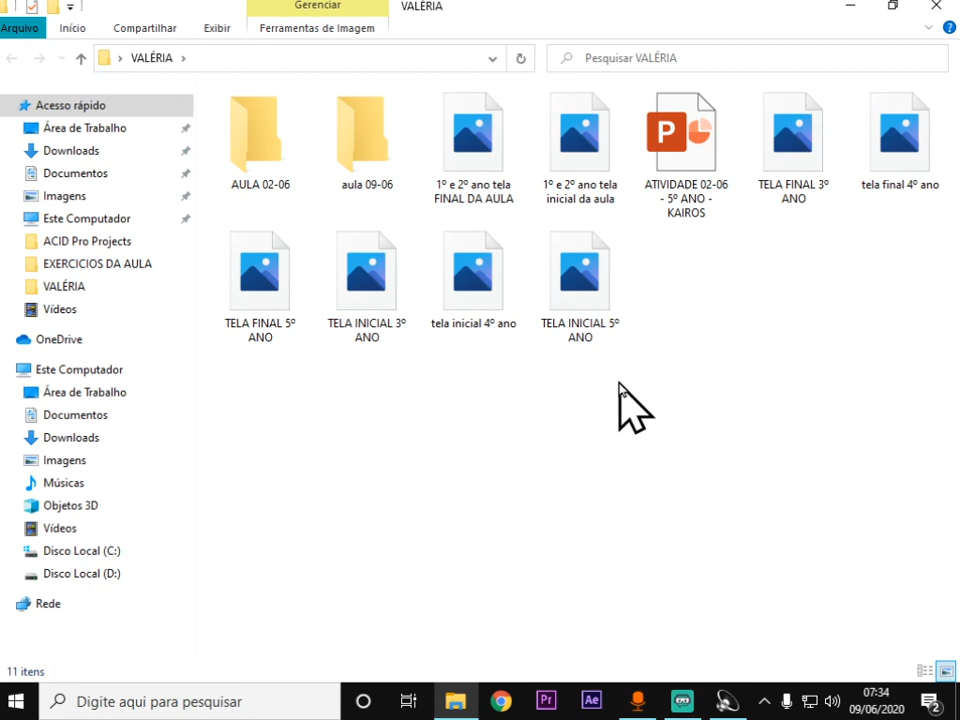 Gerenciar
VALÉRIA
Arquivo
Início
Compartilhar
Exibir
Ferramentas de Imagem
VALÉRIA
Pesquisar VALÉRIA
Acesso rápido
Área de Trabalho
Downloads
Documentos
Imagens
Este Computador
ACID Pro Projects
EXERCICIOS DA AULA
VALÉRIA
Vídeos
OneDrive
Este Computador
Área de Trabalho
Documentos
Downloads
Imagens
Músicas
Objetos 3D
Vídeos
Disco Local (C:)
Disco Local (D:)
Rede
AULA 02-06
aula 09-06
1º e 2º ano tela
FINAL DA AULA
1º e 2º ano tela
inicial da aula
P
ATIVIDADE 02-06
- 5º ANO -
KAIROS
TELA FINAL 3º
ANO
tela final 4º ano
TELA FINAL 5º
ANO
TELA INICIAL 3º
ANO
tela inicial 4º ano
TELA INICIAL 5º
ANO
11 itens
Digite aqui para pesquisar
Pr
Ae
07:34
09/06/2020
2